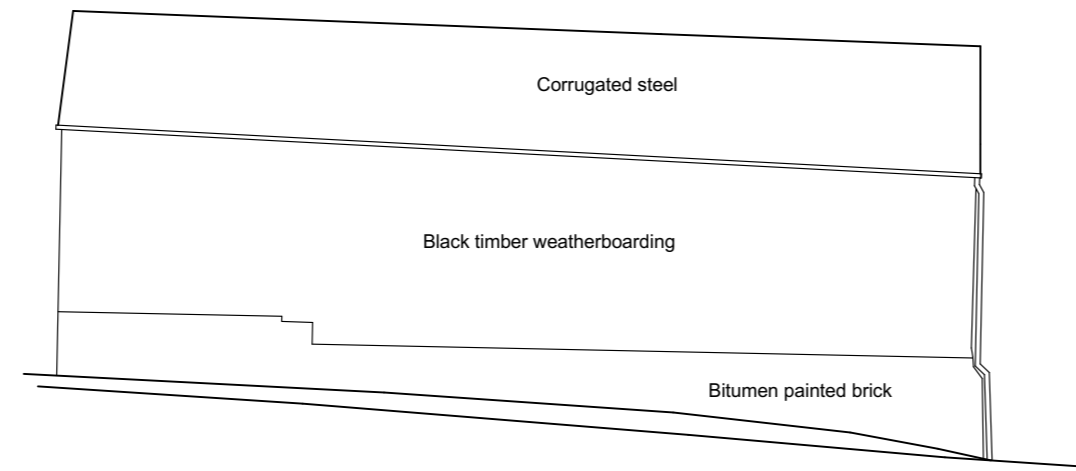 Corrugated steel
Black timber weatherboarding
Bitumen painted brick